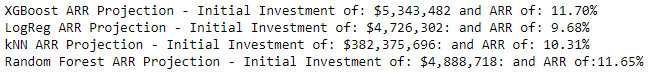 XGBoost ARR Projection - Initial Investment of: $5,343,482 and ARR of: 11.70%
LogReg ARR Projection - Initial Investment of: $4,726,302: and ARR of: 9.68%
kNN ARR Projection - Initial Investment of: $382,375,696: and ARR of: 10.31%
Random Forest ARR Projection - Initial Investment of: $4,888,718: and ARR of:11.65%